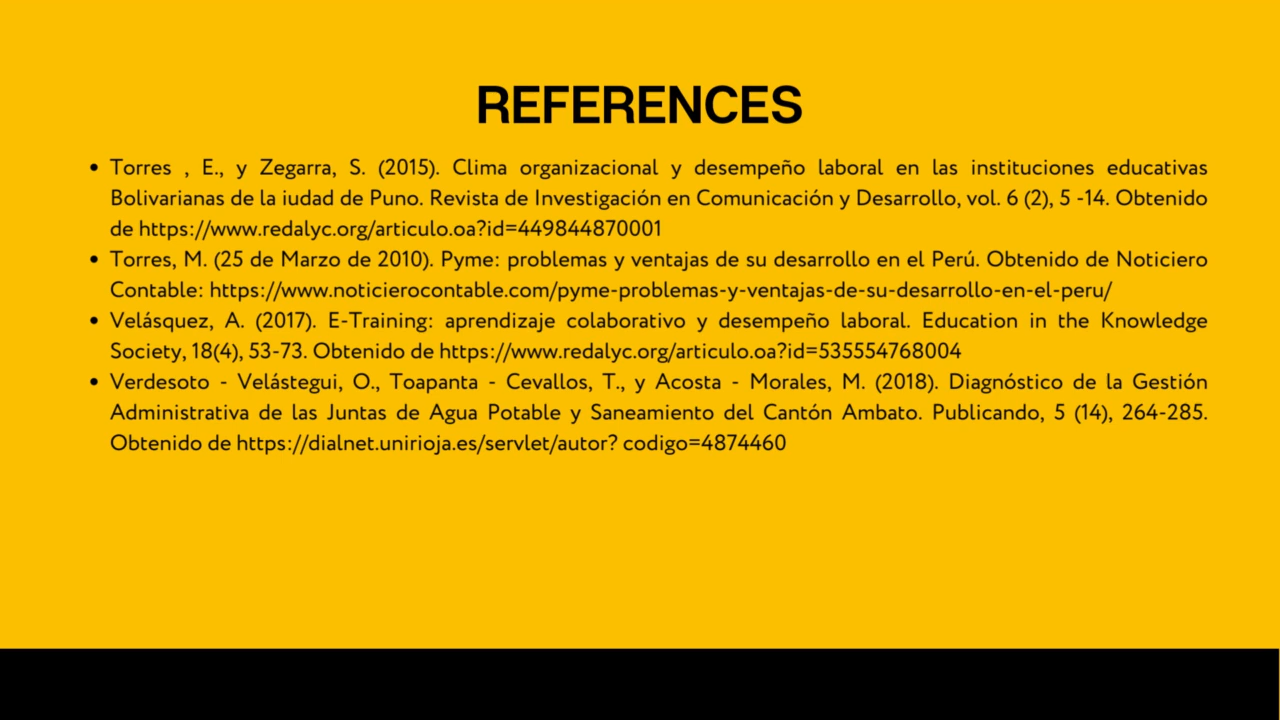 REFERENCES
• Torres , E., y Zegarra, S. (2015). Clima organizacional y desempeño laboral en las instituciones educativas
Bolivarianas de la iudad de Puno. Revista de Investigación en Comunicación y Desarrollo, vol. 6 (2), 5 -14. Obtenido
de https://www.redalyc.org/articulo.oa?id=449844870001
• Torres, M. (25 de Marzo de 2010). Pyme: problemas y ventajas de su desarrollo en el Perú. Obtenido de Noticiero
Contable: https://www.noticierocontable.com/pyme-problemas-y-ventajas-de-su-desarrollo-en-el-peru/
• Velásquez, A. (2017). E-Training: aprendizaje colaborativo y desempeño laboral. Education in the Knowledge
Society, 18(4), 53-73. Obtenido de https://www.redalyc.org/articulo.oa?id=535554768004
• Verdesoto - Velástegui, O., Toapanta - Cevallos, T., y Acosta - Morales, M. (2018). Diagnóstico de la Gestión
Administrativa de las Juntas de Agua Potable y Saneamiento del Cantón Ambato. Publicando, 5 (14), 264-285.
Obtenido de https://dialnet.unirioja.es/servlet/autor? codigo=4874460